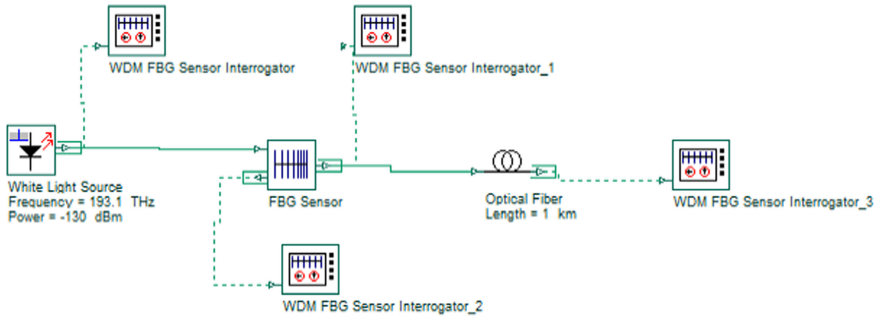 WDM FBG Sensor Interrogator
WDM FBG Sensor Interrogator_1
White Light Source
Frequency = 193.1 THz
Power = -130 dBm
FBG Sensor
Optical Fiber
Length = 1 km
WDM FBG Sensor Interrogator_3
WDM FBG Sensor Interrogator_2